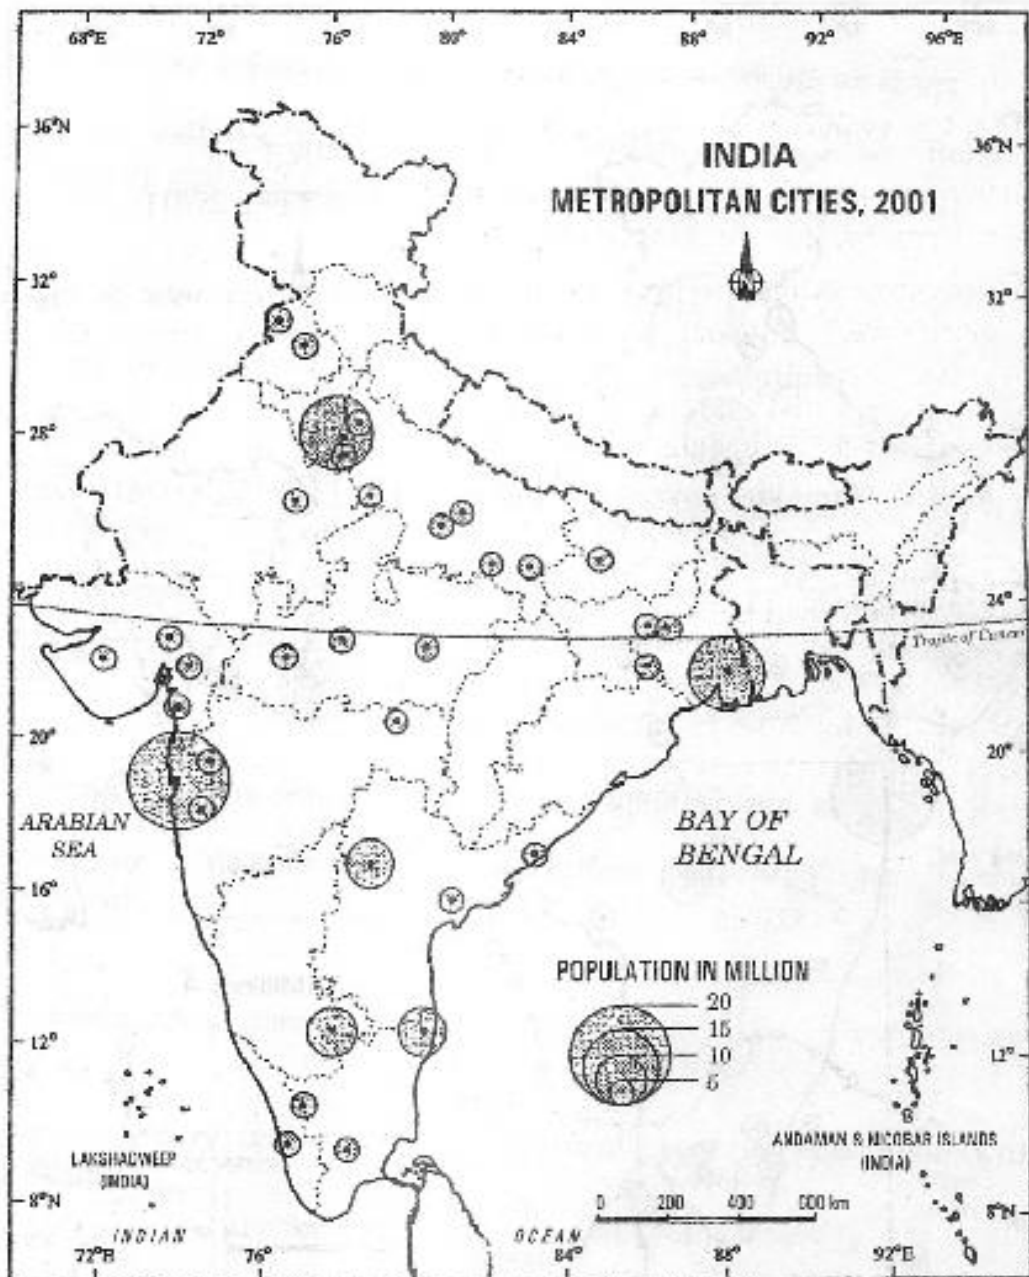 68°E 72° 76° 80° 84° 88° 92° 96°E
36°N
36°N
INDIA
METROPOLITAN CITIES, 2001
32°
32°
28°
24°
Tropic of Cancer
20°
20°
ARABIAN
SEA
BAY OF
BENGAL
16°
POPULATION IN MILLION
20
15
10
5
12°
12°
LAKSHADWEEP
(INDIA)
ANDAMAN & NICOBAR ISLANDS
(INDIA)
0 200 400 600 km
8°N
8°N
INDIAN OCEAN
72°E 76° 84° 88° 92°E